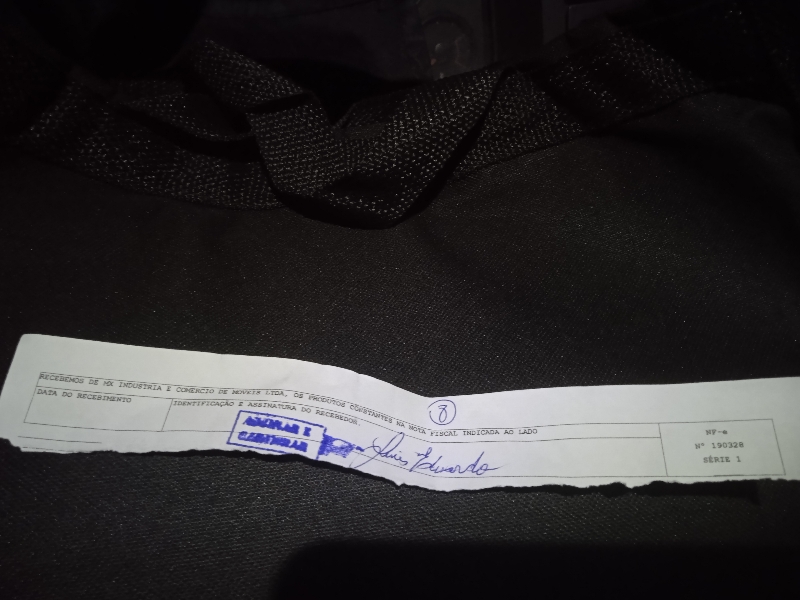 8
RECEBEMOS DE MX INDUSTRIA E COMERCIO DE MOVEIS LTDA, OS PRODUTOS CONSTANTES NA NOTA FISCAL INDICADA AO LADO
DATA DO RECEBIMENTO
IDENTIFICAÇÃO E ASSINATURA DO RECEBEDOR.
Luis Eduardo
NF-e
Nº 190328
SÉRIE 1